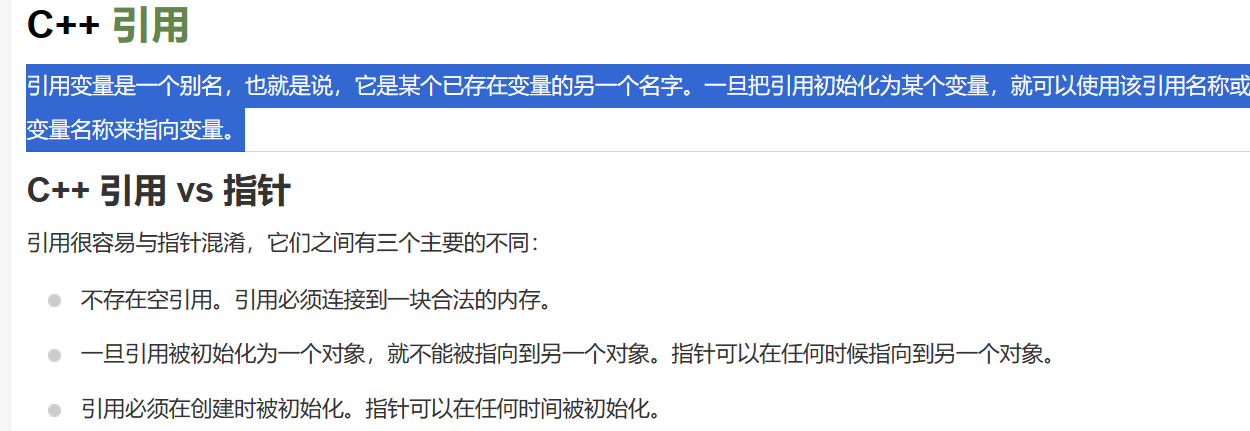 C++ 引用
引用变量是一个别名，也就是说，它是某个已存在变量的另一个名字。一旦把引用初始化为某个变量，就可以使用该引用名称或
变量名称来指向变量。
C++ 引用 vs 指针
引用很容易与指针混淆，它们之间有三个主要的不同：
不存在空引用。引用必须连接到一块合法的内存。
一旦引用被初始化为一个对象，就不能被指向到另一个对象。指针可以在任何时候指向到另一个对象。
引用必须在创建时被初始化。指针可以在任何时间被初始化。